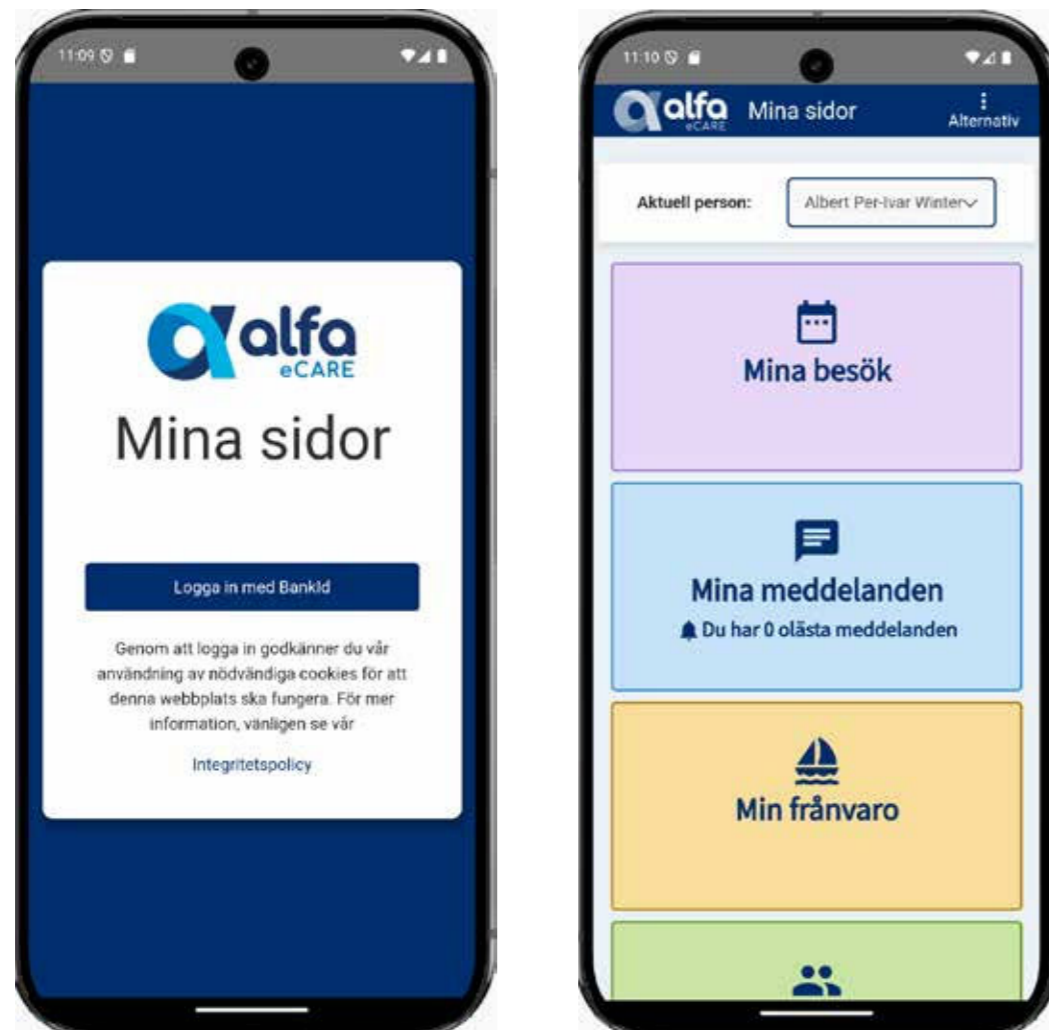 11:09
alfa
eCARE
Mina sidor
Logga in med BankId
Genom att logga in godkänner du vår
användning av nödvändiga cookies för att
denna webbplats ska fungera. För mer
information, vänligen se vår
Integritetspolicy
11:10
alfa
eCARE
Mina sidor
Alternativ
Aktuell person:
Albert Per-Ivar Winter
Mina besök
Mina meddelanden
Du har 0 olästa meddelanden
Min frånvaro